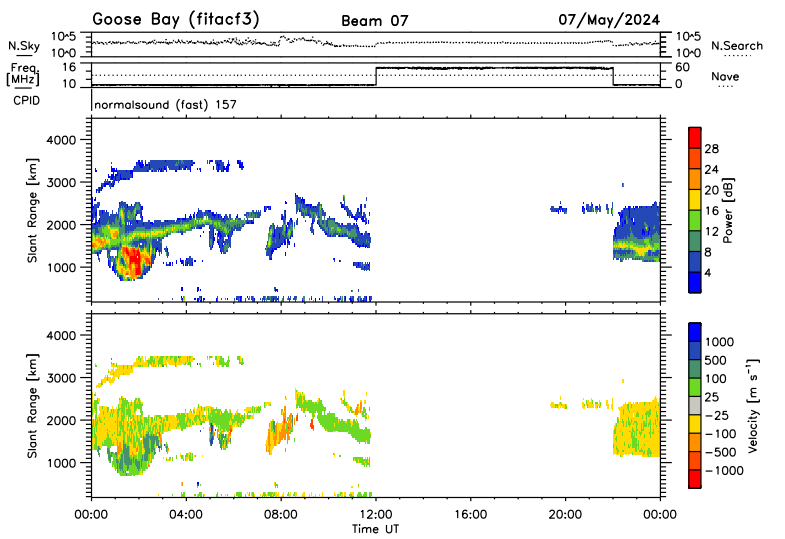 Goose Bay (fitacf3) Beam 07 07/May/2024
N.Sky 10^5 10^0 10^5 10^0 N.Search
Freq. [MHz] 16 10 60 0 Nave
CPID normalsound (fast) 157
Slant Range [km]
4000
3000
2000
1000
Power [dB]
28
24
20
16
12
8
4
Slant Range [km]
4000
3000
2000
1000
Velocity [m s⁻¹]
1000
500
100
25
−25
−100
−500
−1000
00:00 04:00 08:00 12:00 16:00 20:00 00:00
Time UT